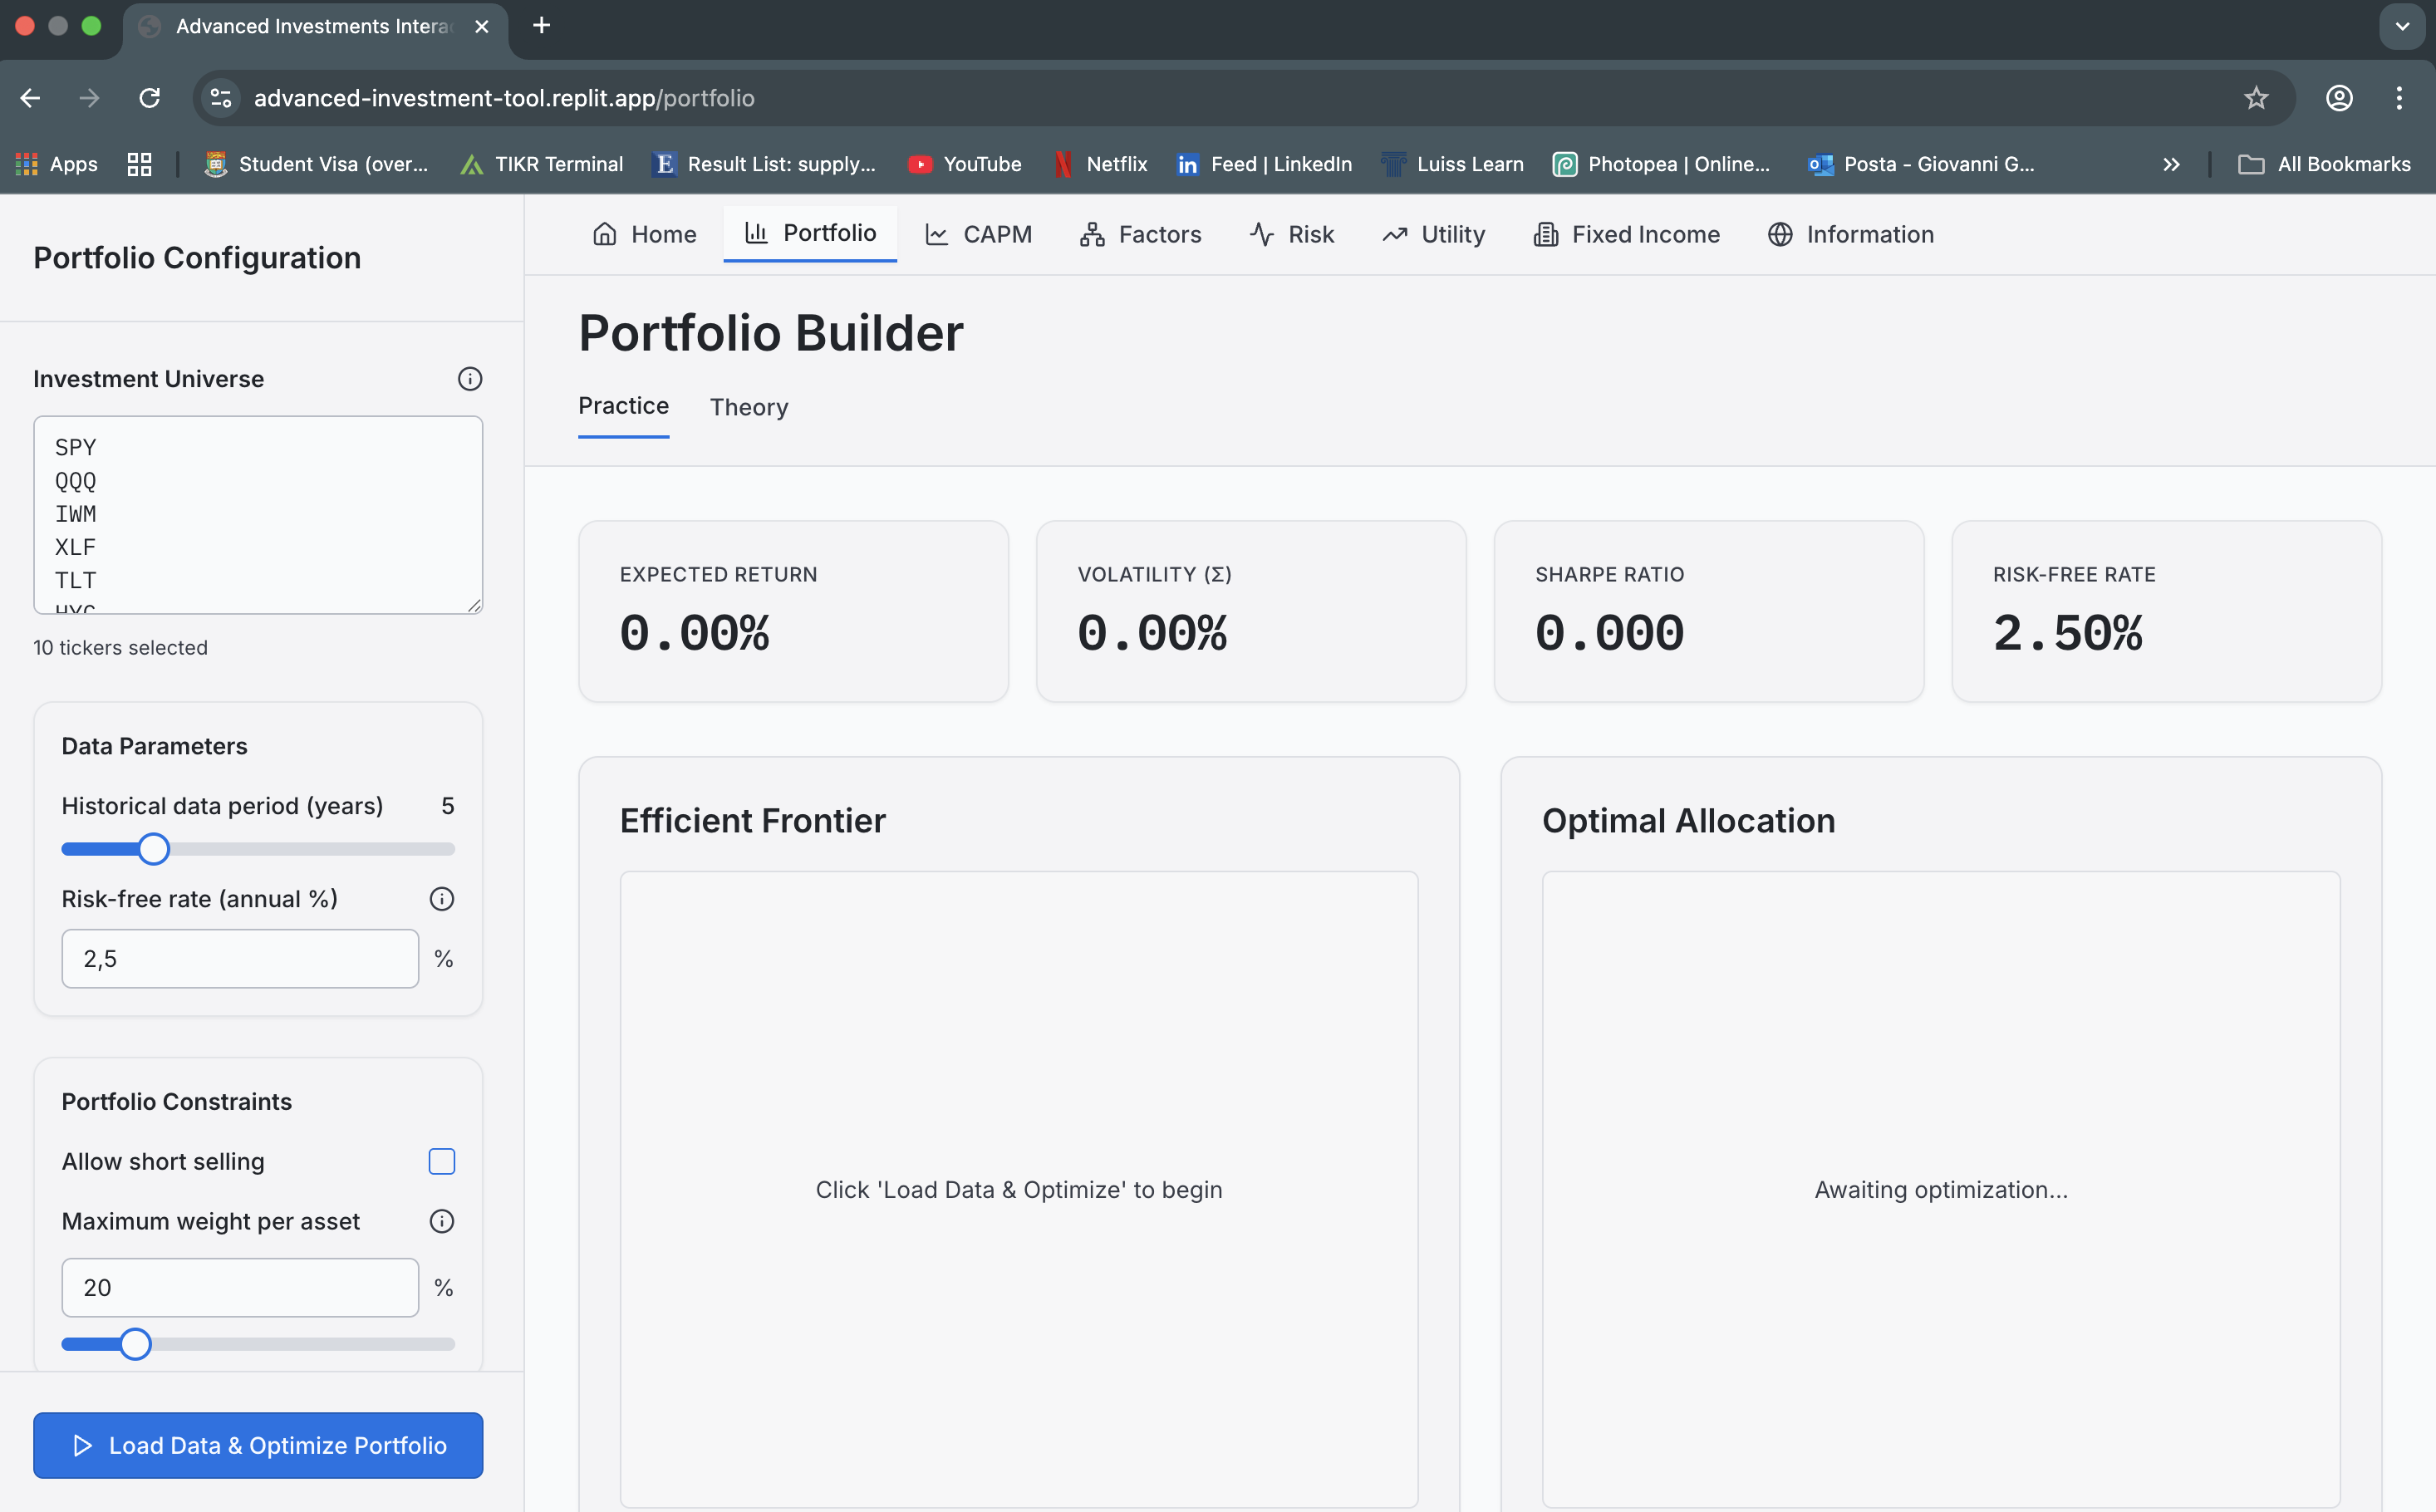 Advanced Investments Interac
advanced-investment-tool.replit.app/portfolio
Apps
Student Visa (over...
TIKR Terminal
Result List: supply...
YouTube
Netflix
Feed | LinkedIn
Luiss Learn
Photopea | Online...
Posta - Giovanni G...
All Bookmarks
Portfolio Configuration
Investment Universe
SPY
QQQ
IWM
XLF
TLT
HYG
10 tickers selected
Data Parameters
Historical data period (years) 5
Risk-free rate (annual %)
2,5 %
Portfolio Constraints
Allow short selling
Maximum weight per asset
20 %
Load Data & Optimize Portfolio
Home Portfolio CAPM Factors Risk Utility Fixed Income Information
Portfolio Builder
Practice Theory
EXPECTED RETURN
0.00%
VOLATILITY (Σ)
0.00%
SHARPE RATIO
0.000
RISK-FREE RATE
2.50%
Efficient Frontier
Click 'Load Data & Optimize' to begin
Optimal Allocation
Awaiting optimization...